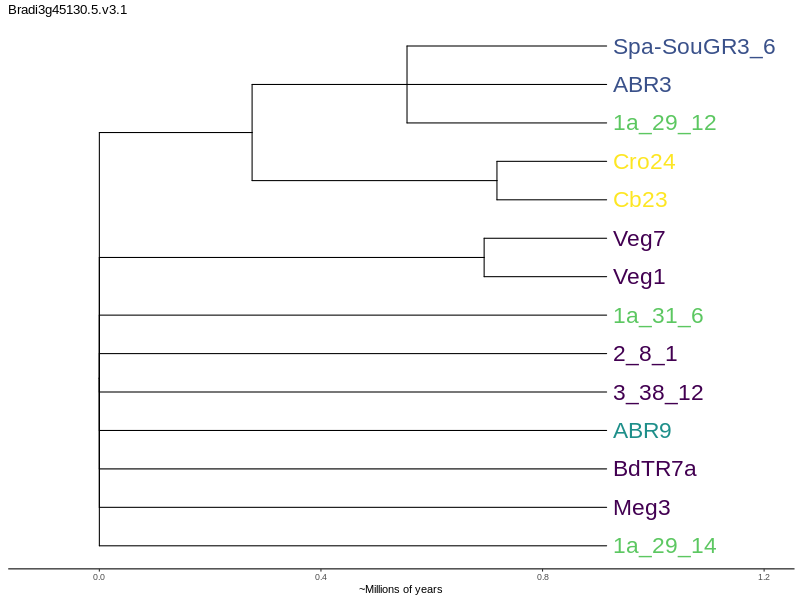 Bradi3g45130.5.v3.1
Spa-SouGR3_6
ABR3
1a_29_12
Cro24
Cb23
Veg7
Veg1
1a_31_6
2_8_1
3_38_12
ABR9
BdTR7a
Meg3
1a_29_14
0.0 0.4 0.8 1.2
~Millions of years